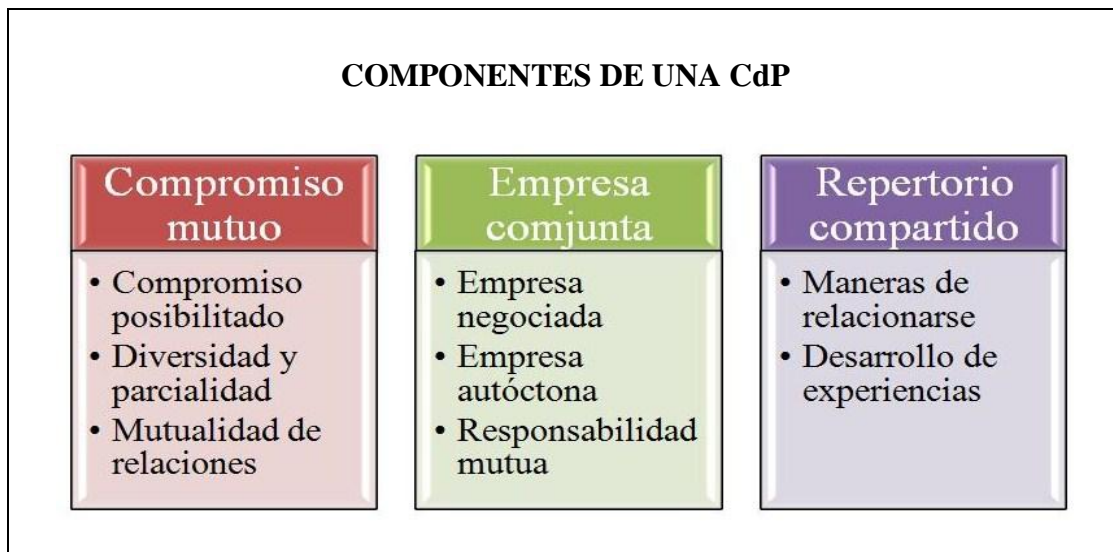 COMPONENTES DE UNA CdP
Compromiso
mutuo
• Compromiso
posibilitado
• Diversidad y
parcialidad
• Mutualidad de
relaciones
Empresa
comjunta
• Empresa
negociada
• Empresa
autóctona
• Responsabilidad
mutua
Repertorio
compartido
• Maneras de
relacionarse
• Desarrollo de
experiencias